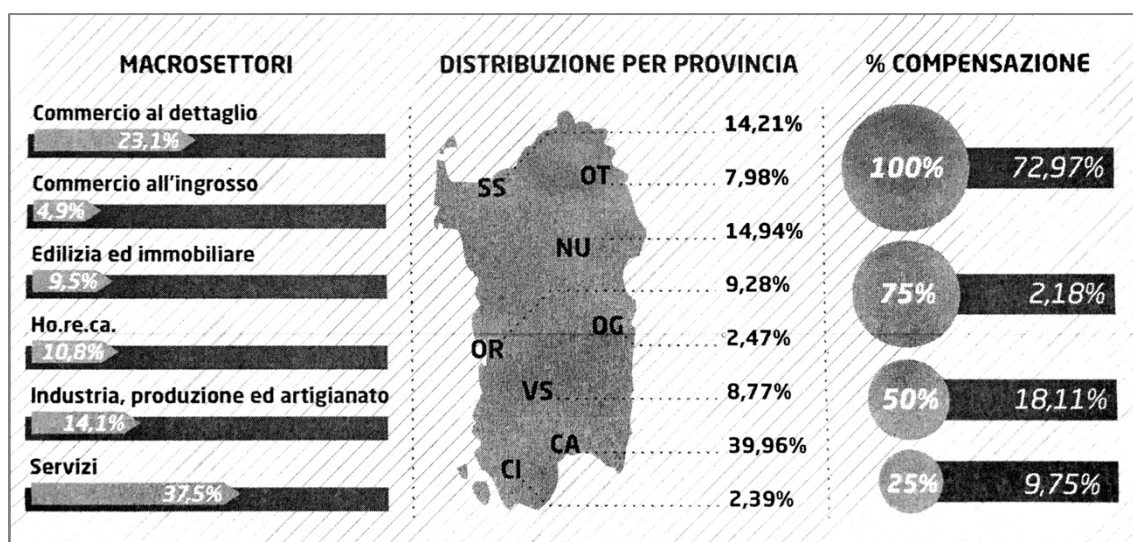 MACROSETTORI
Commercio al dettaglio
23,1%
Commercio all'ingrosso
4,9%
Edilizia ed immobiliare
9,5%
Ho.re.ca.
10,8%
Industria, produzione ed artigianato
14,1%
Servizi
37,5%
DISTRIBUZIONE PER PROVINCIA
14,21%
SS
OT
7,98%
NU
14,94%
9,28%
OG
OR
2,47%
VS
8,77%
CA
39,96%
CI
2,39%
% COMPENSAZIONE
100% 72,97%
75% 2,18%
50% 18,11%
25% 9,75%